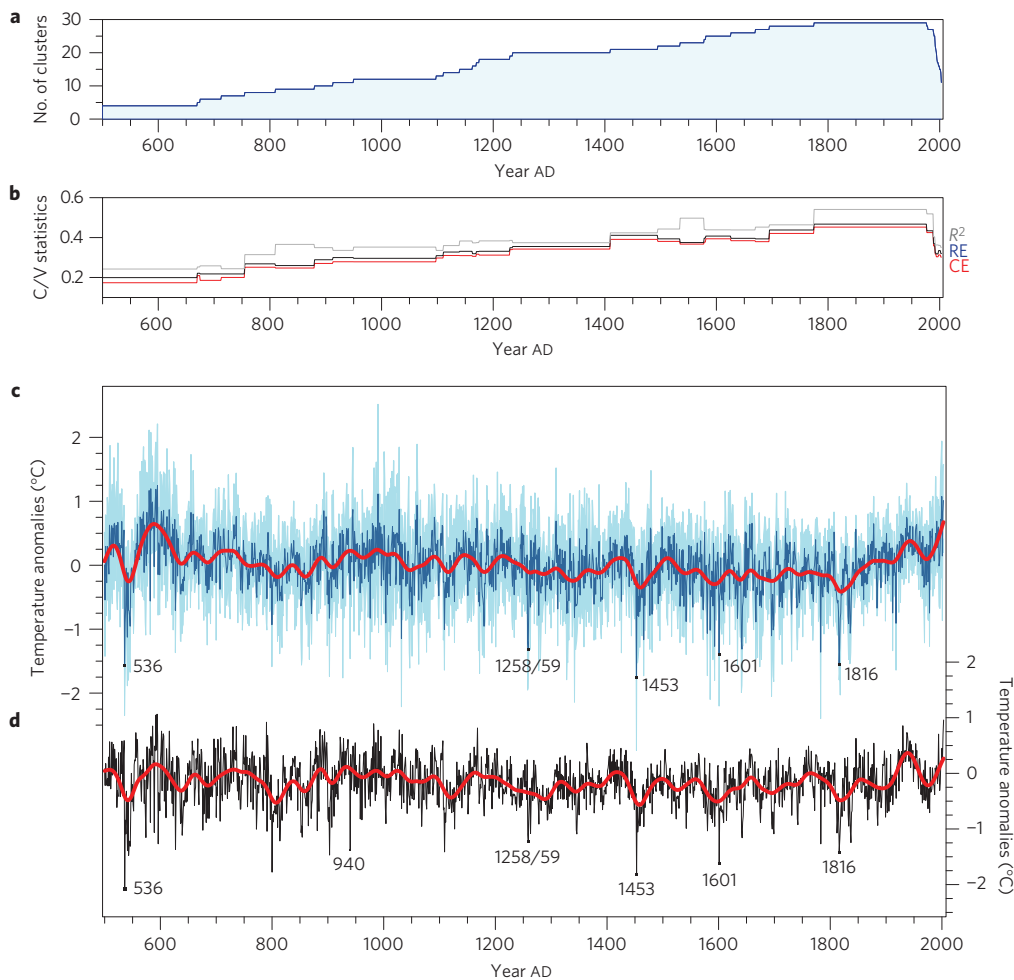 a
No. of clusters
30
20
10
0
600 800 1000 1200 1400 1600 1800 2000
Year AD
b
C/V statistics
0.6
0.4
0.2
R²
RE
CE
600 800 1000 1200 1400 1600 1800 2000
Year AD
c
Temperature anomalies (°C)
2
1
0
−1
−2
536
1258/59
1453
1601
1816
d
2
1
0
−1
−2
Temperature anomalies (°C)
536
940
1258/59
1453
1601
1816
600 800 1000 1200 1400 1600 1800 2000
Year AD